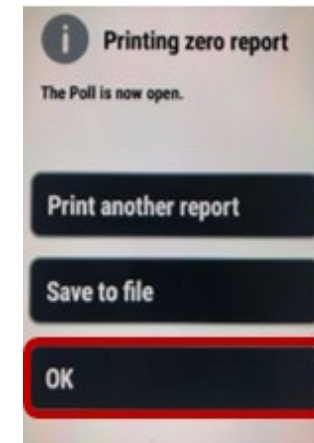 Printing zero report
The Poll is now open.
Print another report
Save to file
OK